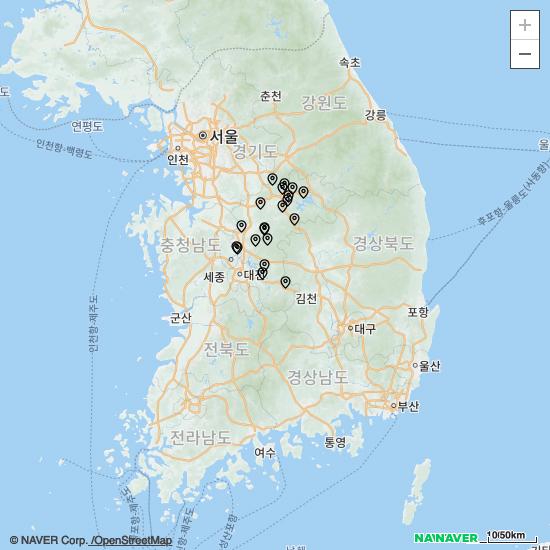 +
−
속초
춘천
강원도
강릉
연평도
서울
인천
경기도
인천항-백령도
울
후포항-울릉도(사동항)
충청남도
경상북도
세종
대전
김천
군산
포항
인천항-제주도
대구
전북도
경상남도
울산
부산
전라남도
여수
통영
© NAVER Corp. /OpenStreetMap
NAVER
10/50km